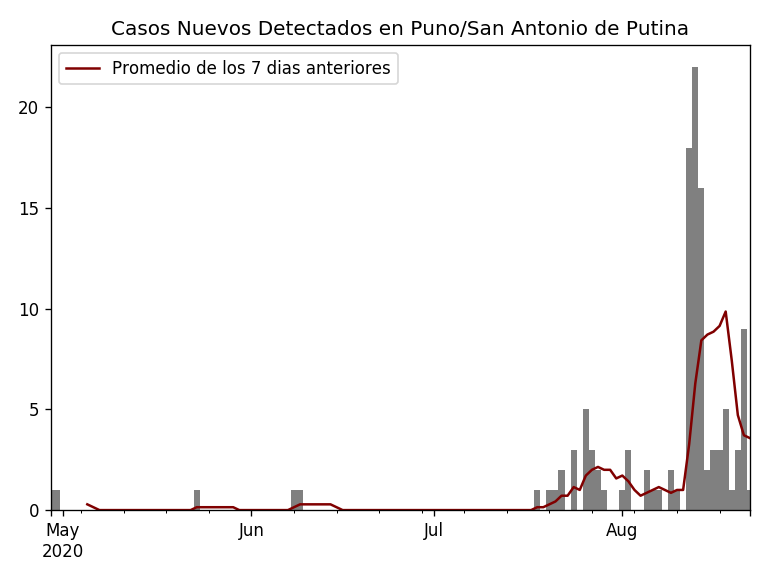 Casos Nuevos Detectados en Puno/San Antonio de Putina
Promedio de los 7 dias anteriores
20
15
10
5
0
May Jun Jul Aug
2020